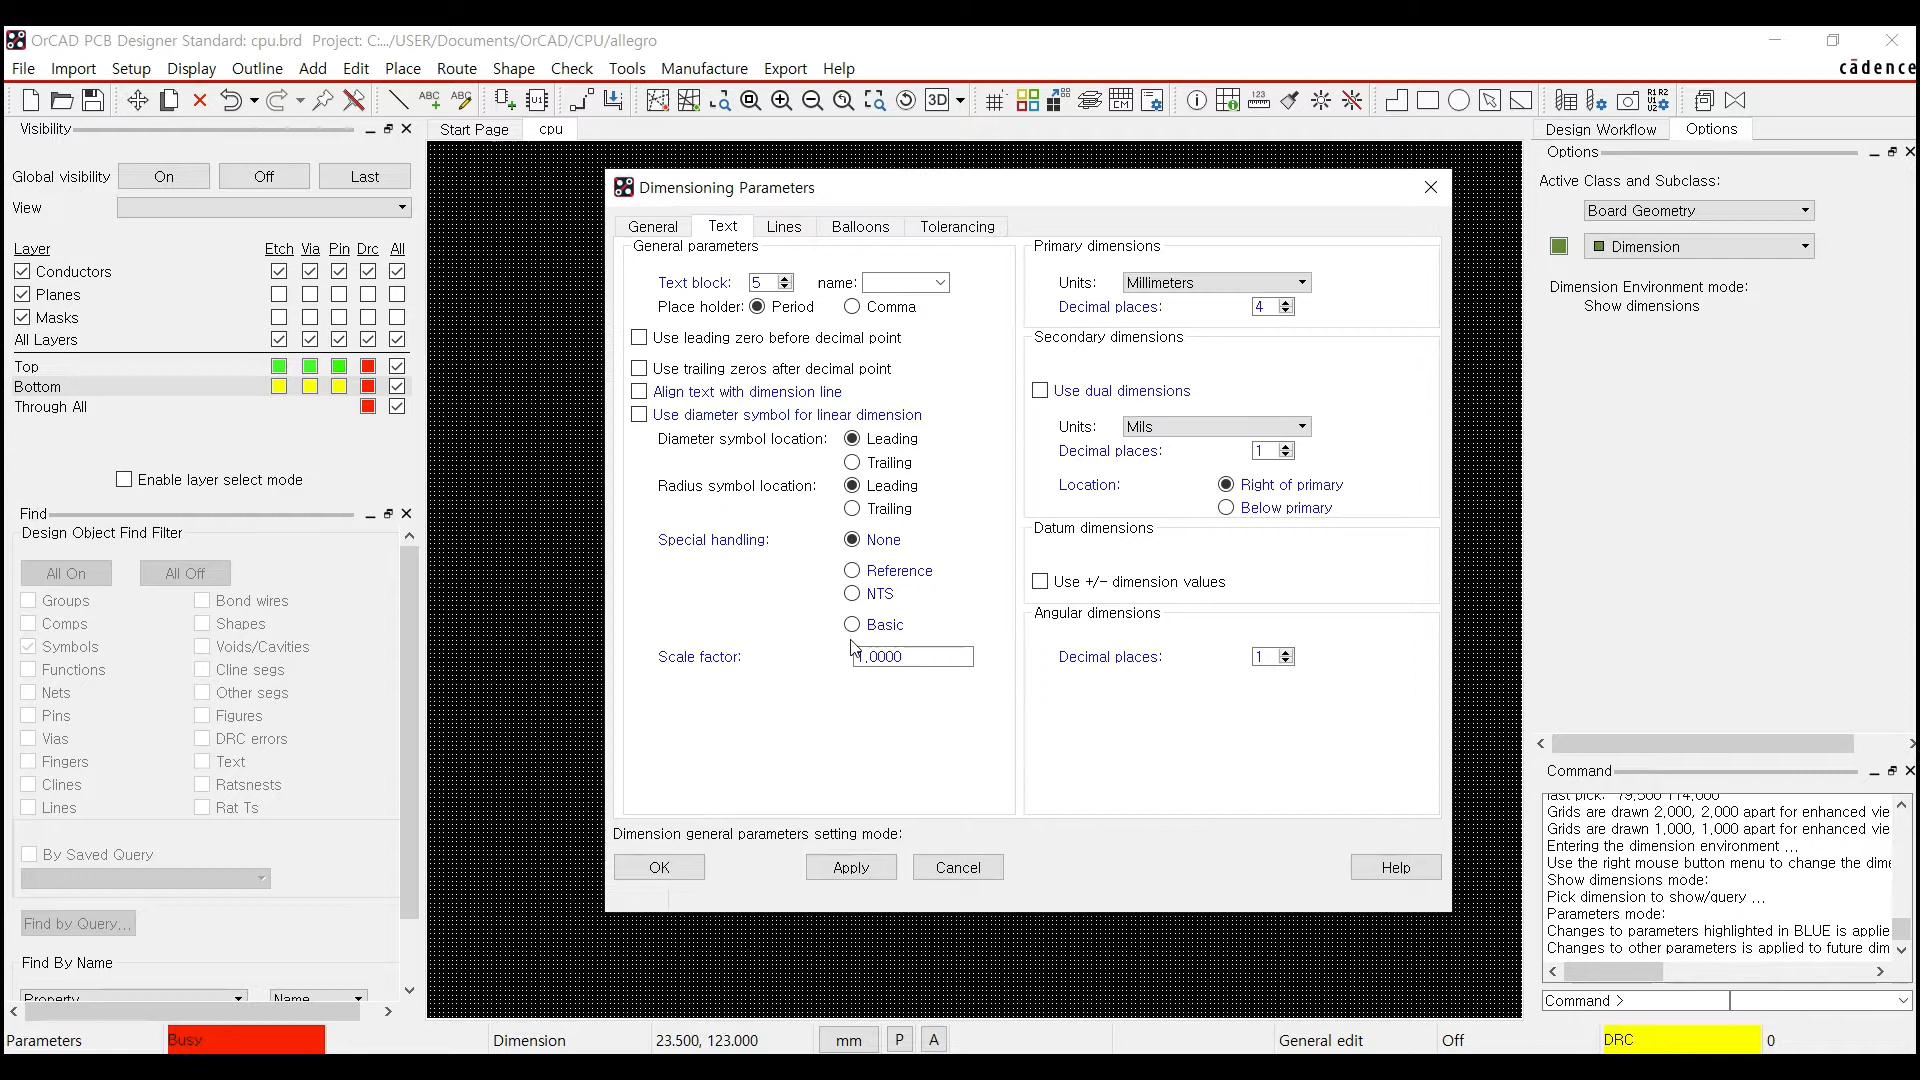 OrCAD PCB Designer Standard: cpu.brd Project: C:.../USER/Documents/OrCAD/CPU/allegro
File Import Setup Display Outline Add Edit Place Route Shape Check Tools Manufacture Export Help
cādence
3D
Visibility
Start Page
cpu
Design Workflow
Options
Global visibility
On
Off
Last
View
Layer
Etch Via Pin Drc All
Conductors
Planes
Masks
All Layers
Top
Bottom
Through All
Enable layer select mode
Find
Design Object Find Filter
All On
All Off
Groups
Bond wires
Comps
Shapes
Symbols
Voids/Cavities
Functions
Cline segs
Nets
Other segs
Pins
Figures
Vias
DRC errors
Fingers
Text
Clines
Ratsnests
Lines
Rat Ts
By Saved Query
Find by Query...
Find By Name
Property
Name
Dimensioning Parameters
General
Text
Lines
Balloons
Tolerancing
General parameters
Text block: 5 name:
Place holder: Period Comma
Use leading zero before decimal point
Use trailing zeros after decimal point
Align text with dimension line
Use diameter symbol for linear dimension
Diameter symbol location: Leading
Trailing
Radius symbol location: Leading
Trailing
Special handling: None
Reference
NTS
Basic
Scale factor: 1.0000
Primary dimensions
Units: Millimeters
Decimal places: 4
Secondary dimensions
Use dual dimensions
Units: Mils
Decimal places: 1
Location: Right of primary
Below primary
Datum dimensions
Use +/- dimension values
Angular dimensions
Decimal places: 1
Dimension general parameters setting mode:
OK
Apply
Cancel
Help
Options
Active Class and Subclass:
Board Geometry
Dimension
Dimension Environment mode:
Show dimensions
Command
last pick: 79,500 114,000
Grids are drawn 2,000, 2,000 apart for enhanced vie
Grids are drawn 1,000, 1,000 apart for enhanced vie
Entering the dimension environment ...
Use the right mouse button menu to change the dime
Show dimensions mode:
Pick dimension to show/query ...
Parameters mode:
Changes to parameters highlighted in BLUE is applie
Changes to other parameters is applied to future dim
Command >
Parameters
Busy
Dimension
23.500, 123.000
mm
P
A
General edit
Off
DRC
0